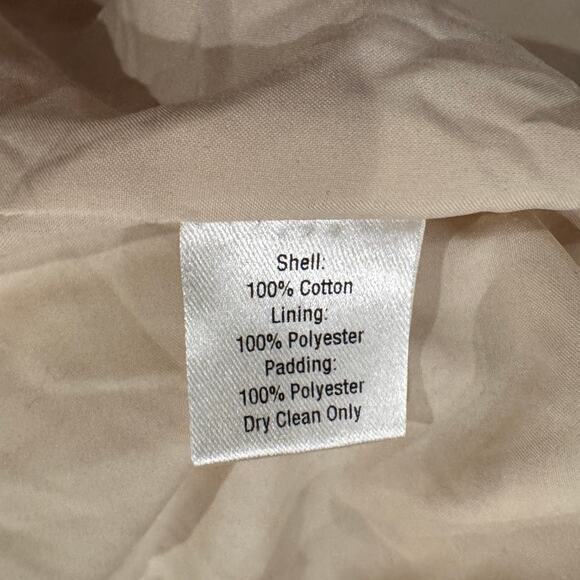 Shell:
100% Cotton
Lining:
100% Polyester
Padding:
100% Polyester
Dry Clean Only